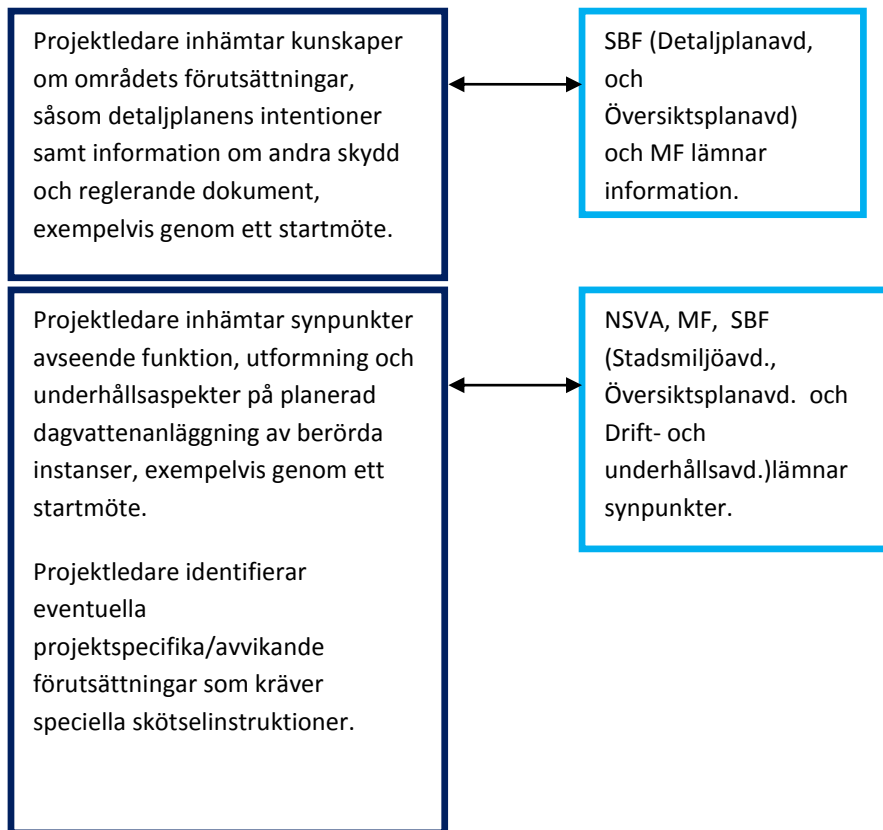 Projektledare inhämtar kunskaper
om områdets förutsättningar,
såsom detaljplanens intentioner
samt information om andra skydd
och reglerande dokument,
exempelvis genom ett startmöte.
SBF (Detaljplanavd,
och
Översiktsplanavd)
och MF lämnar
information.
Projektledare inhämtar synpunkter
avseende funktion, utformning och
underhållsaspekter på planerad
dagvattenanläggning av berörda
instanser, exempelvis genom ett
startmöte.
Projektledare identifierar
eventuella
projektspecifika/avvikande
förutsättningar som kräver
speciella skötselinstruktioner.
NSVA, MF, SBF
(Stadsmiljöavd.,
Översiktsplanavd. och
Drift- och
underhållsavd.)lämnar
synpunkter.